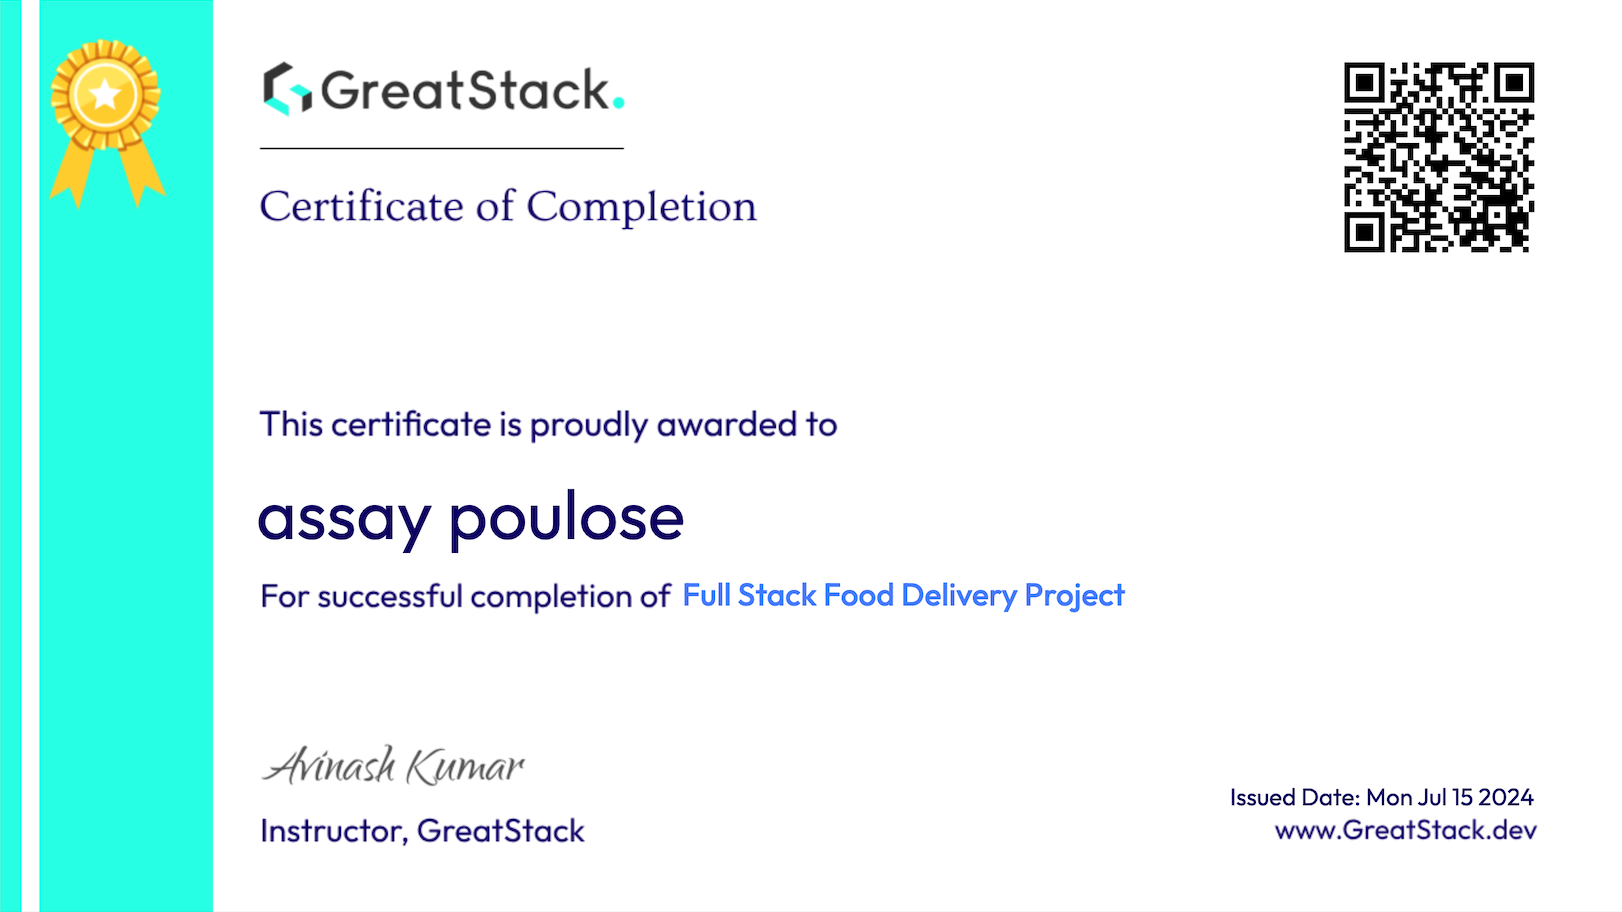 GreatStack.
Certificate of Completion
This certificate is proudly awarded to
assay poulose
For successful completion of Full Stack Food Delivery Project
Avinash Kumar
Instructor, GreatStack
Issued Date: Mon Jul 15 2024
www.GreatStack.dev